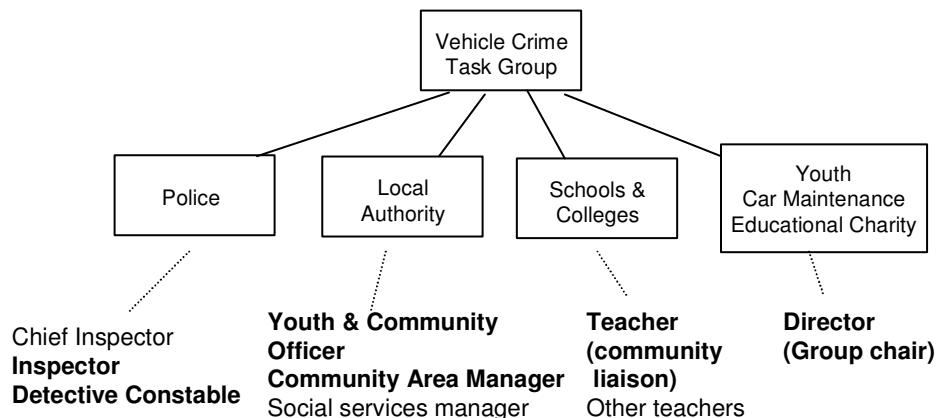 Vehicle Crime
Task Group
Police
Local
Authority
Schools &
Colleges
Youth
Car Maintenance
Educational Charity
Chief Inspector
Inspector
Detective Constable
Youth & Community
Officer
Community Area Manager
Social services manager
Teacher
(community
liaison)
Other teachers
Director
(Group chair)